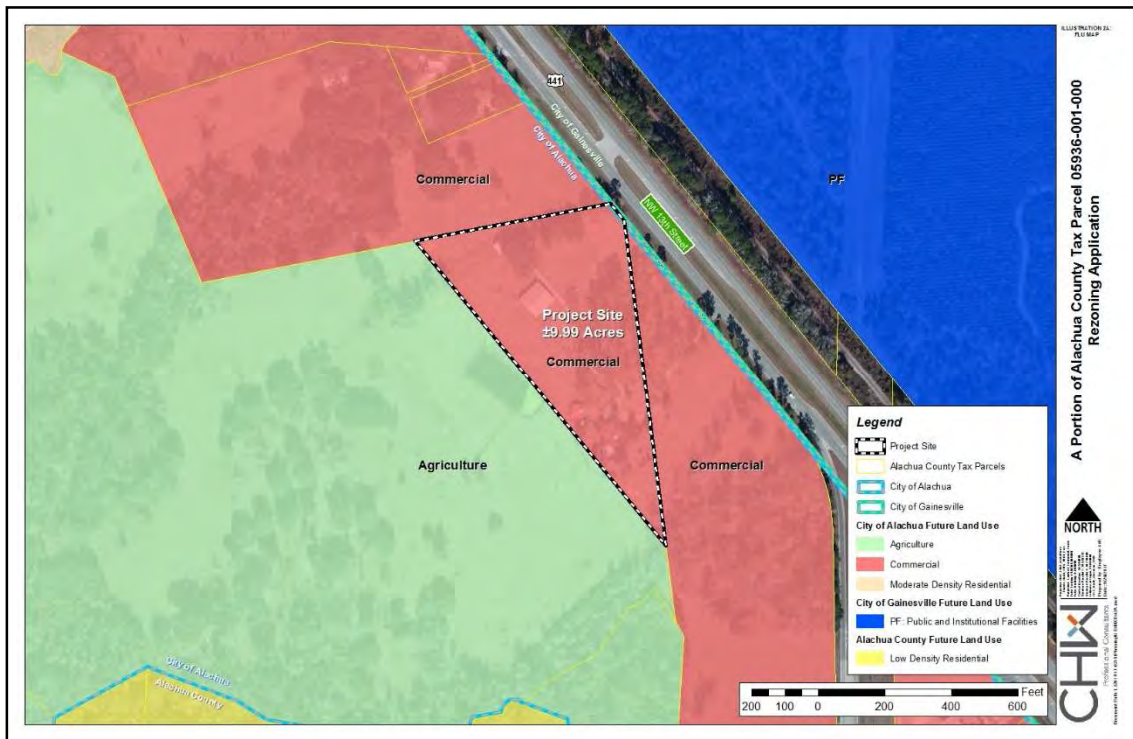 ILLUSTRATION 2a:
FLU MAP
A Portion of Alachua County Tax Parcel 05936-001-000
Rezoning Application
441
City of Gainesville
City of Alachua
NW 13th Street
PF
Commercial
Project Site
±9.99 Acres
Commercial
Agriculture
Commercial
City of Alachua
Alachua County
Legend
Project Site
Alachua County Tax Parcels
City of Alachua
City of Gainesville
City of Alachua Future Land Use
Agriculture
Commercial
Moderate Density Residential
City of Gainesville Future Land Use
PF: Public and Institutional Facilities
Alachua County Future Land Use
Low Density Residential
200 100 0 200 400 600 Feet
NORTH
CHW
Professional Consultants